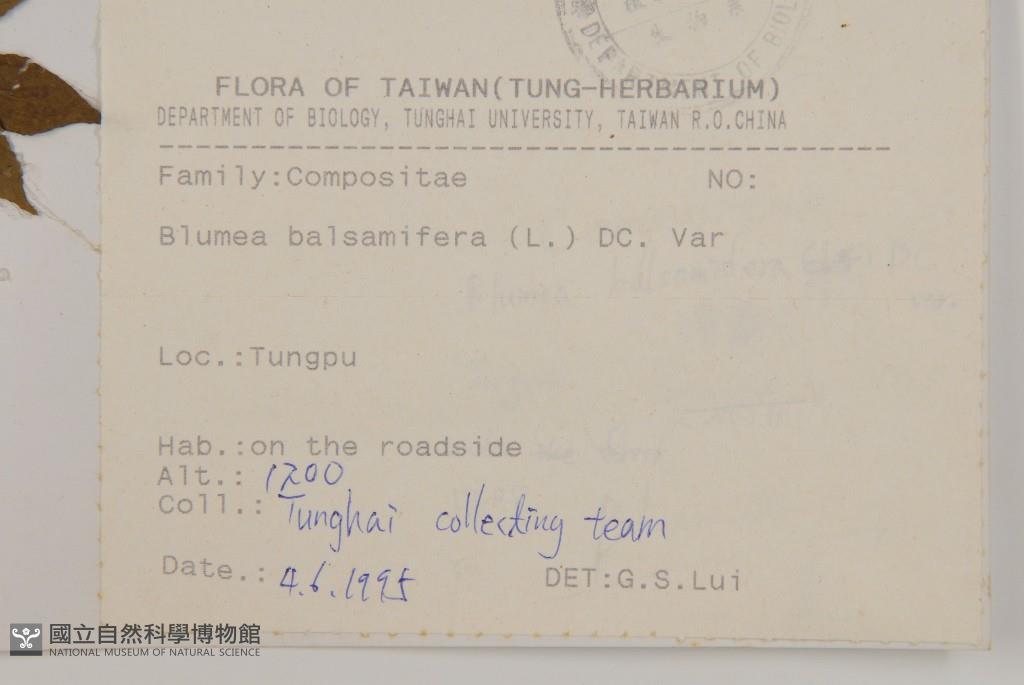 FLORA OF TAIWAN(TUNG-HERBARIUM)
DEPARTMENT OF BIOLOGY, TUNGHAI UNIVERSITY, TAIWAN R.O.CHINA
Family:Compositae NO:
Blumea balsamifera (L.) DC. Var
Loc.:Tungpu
Hab.:on the roadside
Alt.: 1200
Coll.: Tunghai collecting team
Date.: 4.6.1995 DET:G.S.Lui
國立自然科學博物館
NATIONAL MUSEUM OF NATURAL SCIENCE